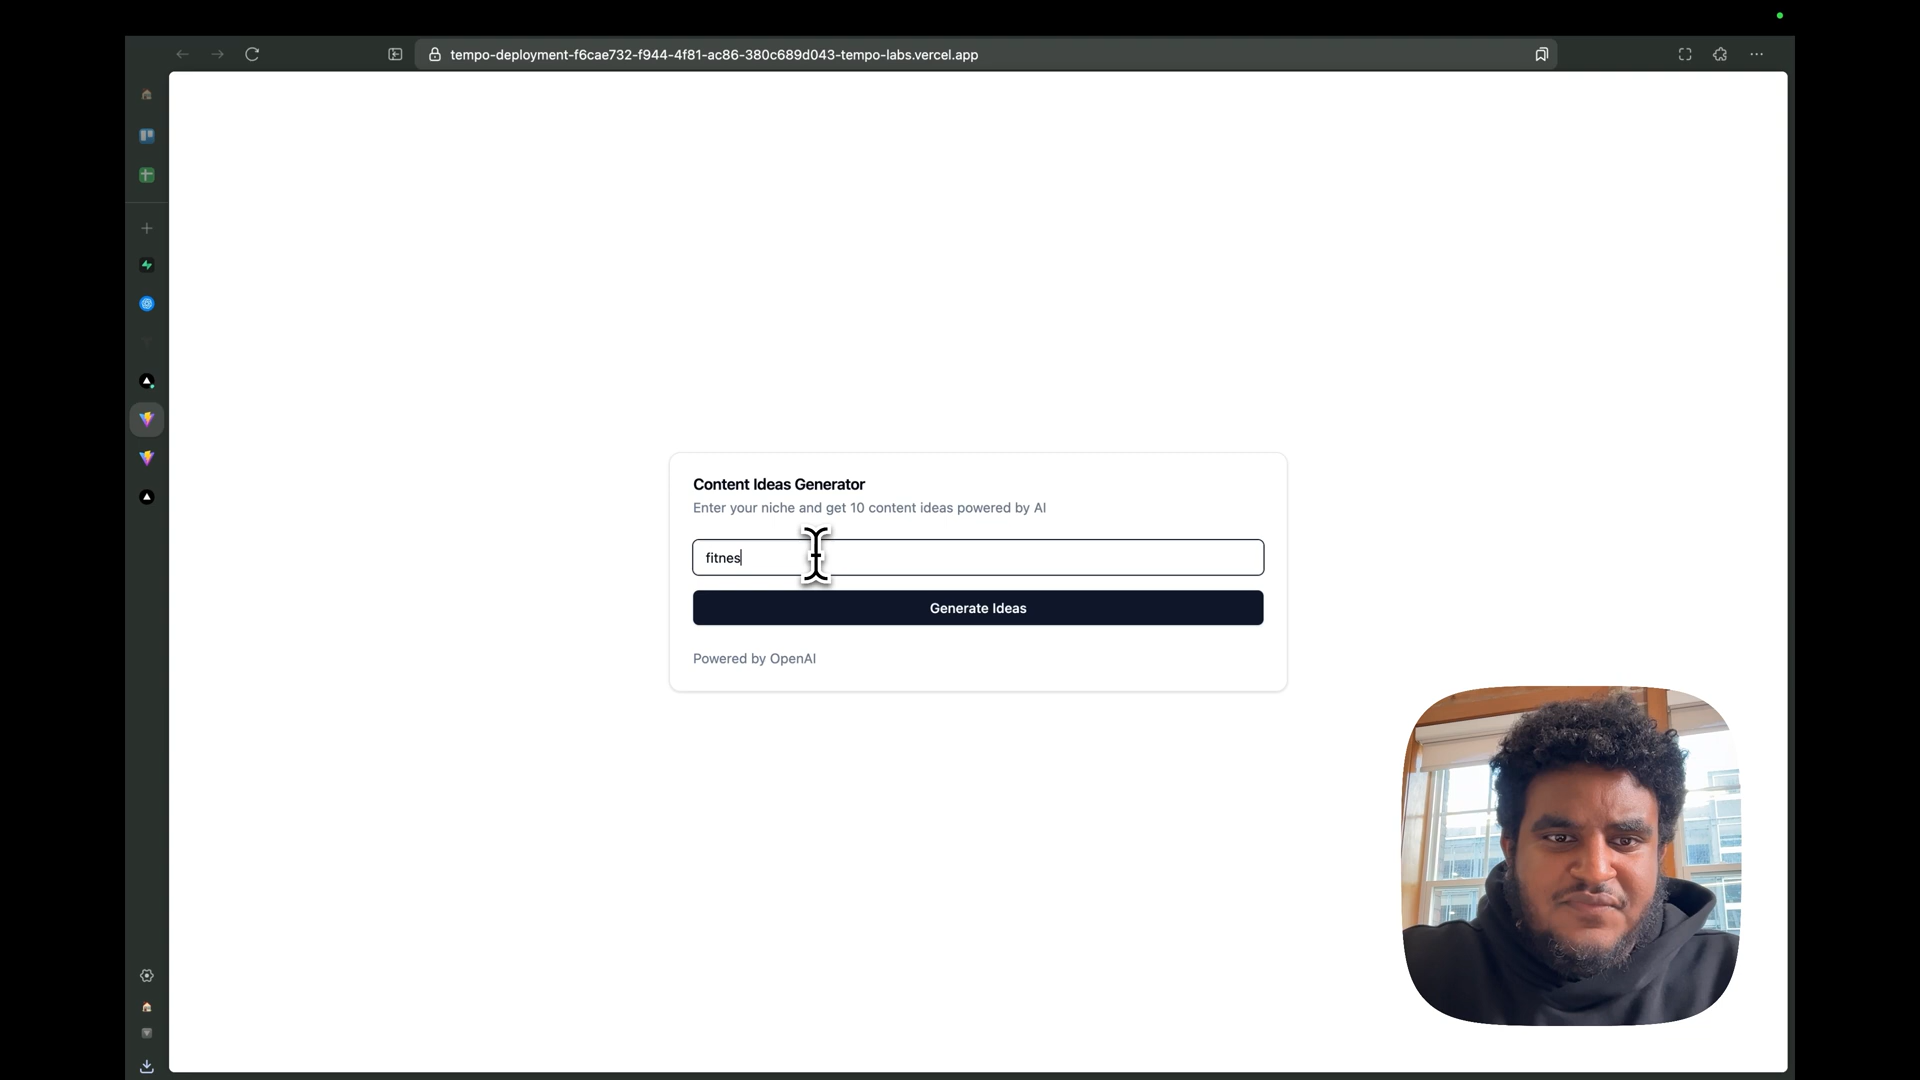 tempo-deployment-f6cae732-f944-4f81-ac86-380c689d043-tempo-labs.vercel.app
Content Ideas Generator
Enter your niche and get 10 content ideas powered by AI
fitnes
Generate Ideas
Powered by OpenAI